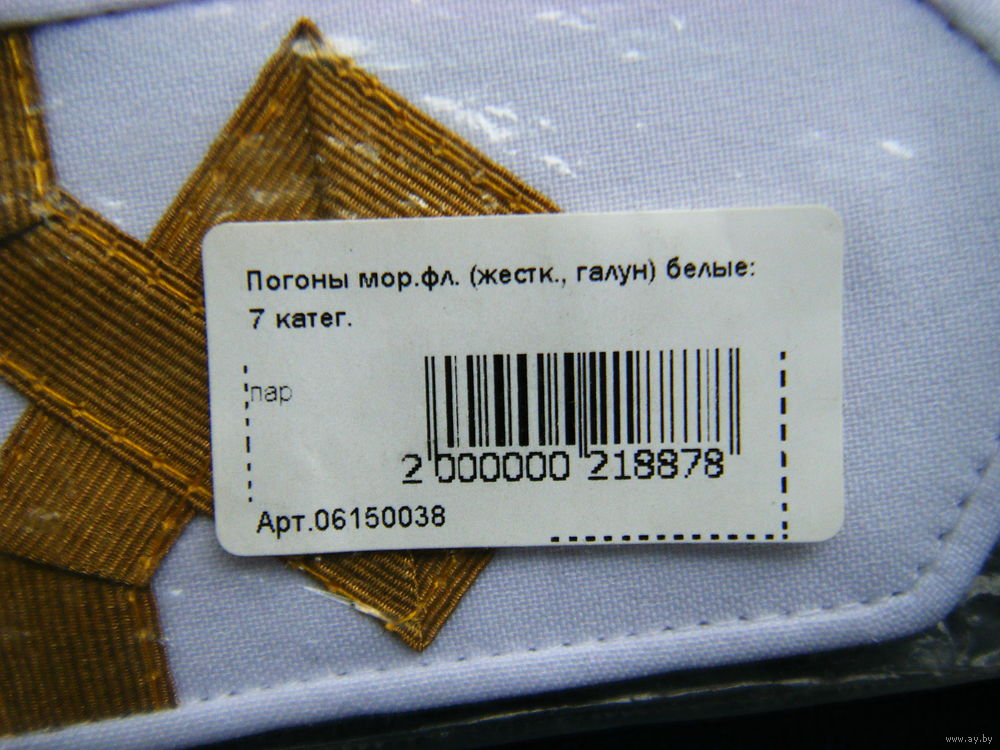 Погоны мор.фл. (жестк., галун) белые:
7 катег.
пар
2 000000 218878
Арт.06150038
www.ay.by